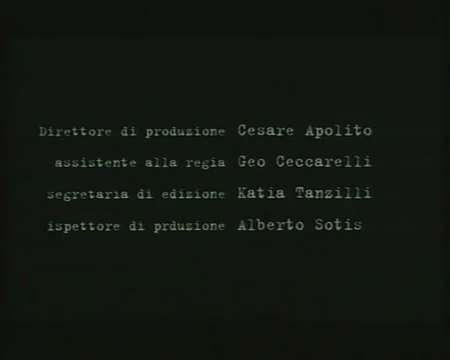 Direttore di produzione Cesare Apolito
assistente alla regia Geo Ceccarelli
segretaria di edizione Katia Tanzilli
ispettore di prduzione Alberto Sotis